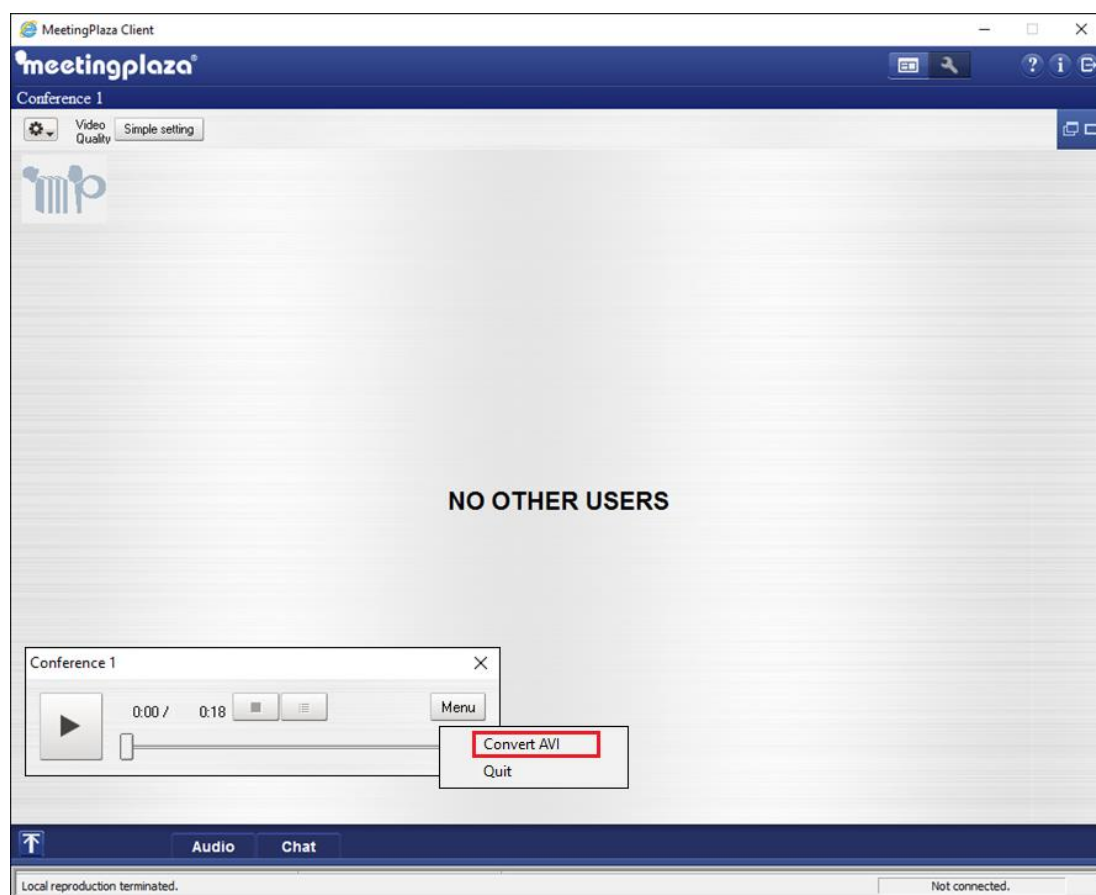 MeetingPlaza Client
meetingplaza®
Conference 1
Video
Quality
Simple setting
mp
NO OTHER USERS
Conference 1
0:00 / 0:18
Menu
Convert AVI
Quit
Audio Chat
Local reproduction terminated. Not connected.